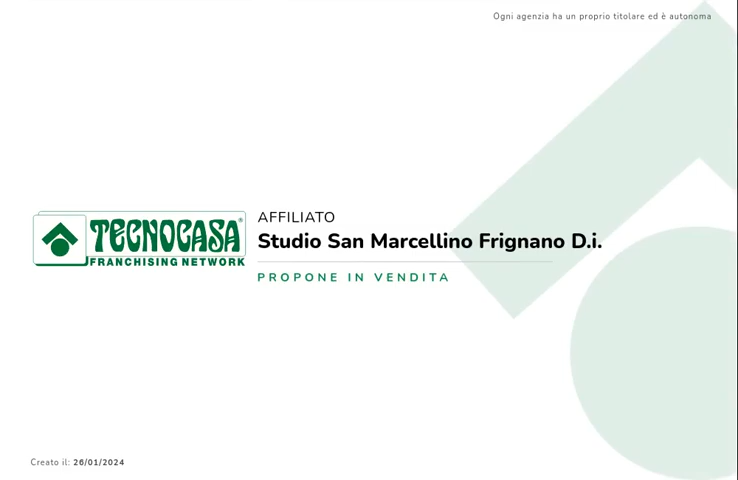 Ogni agenzia ha un proprio titolare ed è autonoma
TECNOCASA®
FRANCHISING NETWORK
AFFILIATO
Studio San Marcellino Frignano D.i.
PROPONE IN VENDITA
Creato il: 26/01/2024